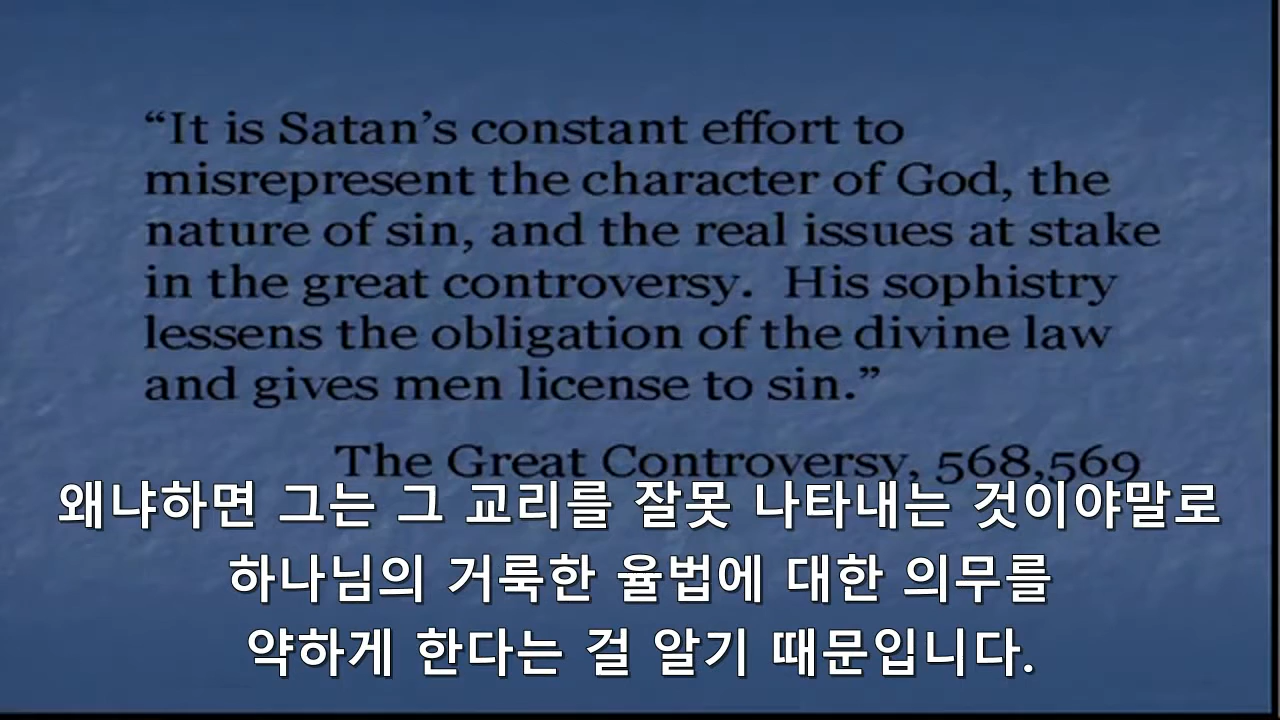 “It is Satan’s constant effort to
misrepresent the character of God, the
nature of sin, and the real issues at stake
in the great controversy.  His sophistry
lessens the obligation of the divine law
and gives men license to sin.”
The Great Controversy, 568,569
왜냐하면 그는 그 교리를 잘못 나타내는 것이야말로
하나님의 거룩한 율법에 대한 의무를
약하게 한다는 걸 알기 때문입니다.